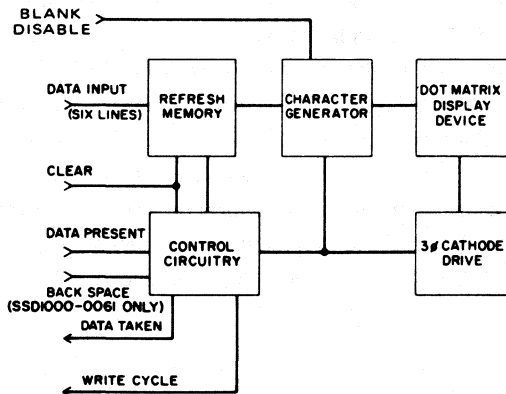 BLANK
DISABLE
DATA INPUT
(SIX LINES)
REFRESH
MEMORY
CHARACTER
GENERATOR
DOT MATRIX
DISPLAY
DEVICE
CLEAR
DATA PRESENT
CONTROL
CIRCUITRY
3ø CATHODE
DRIVE
BACK SPACE
(SSD1000-0061 ONLY)
DATA TAKEN
WRITE CYCLE